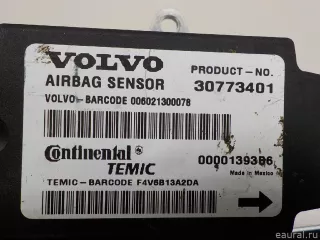 VOLVO
AIRBAG SENSOR
PRODUCT-NO.
30773401
VOLVO-BARCODE 006021300078
Continental
TEMIC
0000139386
Made in Mexico
TEMIC-BARCODE F4V6B13A2DA
eaural.ru